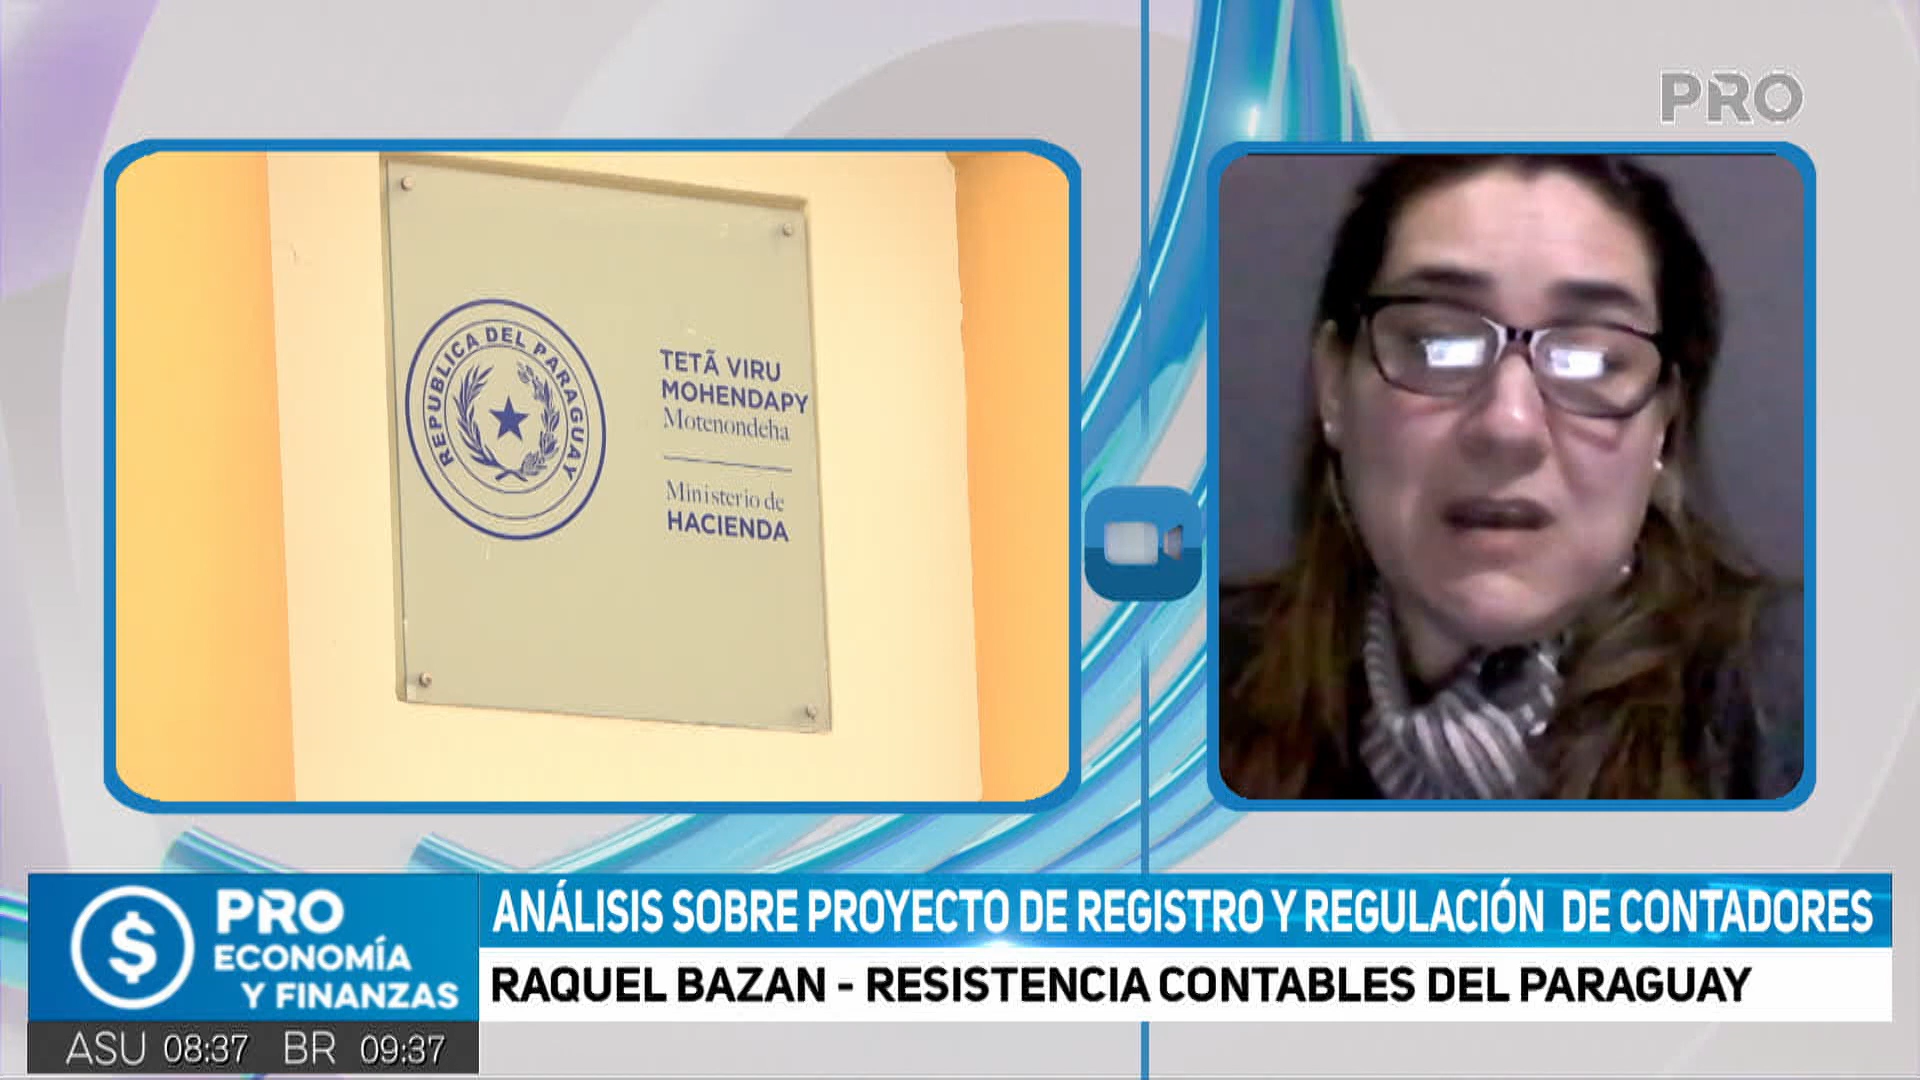 PRO
REPUBLICA DEL PARAGUAY
TETÃ VIRU
MOHENDAPY
Motenondeha
Ministerio de
HACIENDA
PRO
ECONOMÍA
Y FINANZAS
ANÁLISIS SOBRE PROYECTO DE REGISTRO Y REGULACIÓN DE CONTADORES
RAQUEL BAZAN - RESISTENCIA CONTABLES DEL PARAGUAY
ASU 08:37 BR 09:37